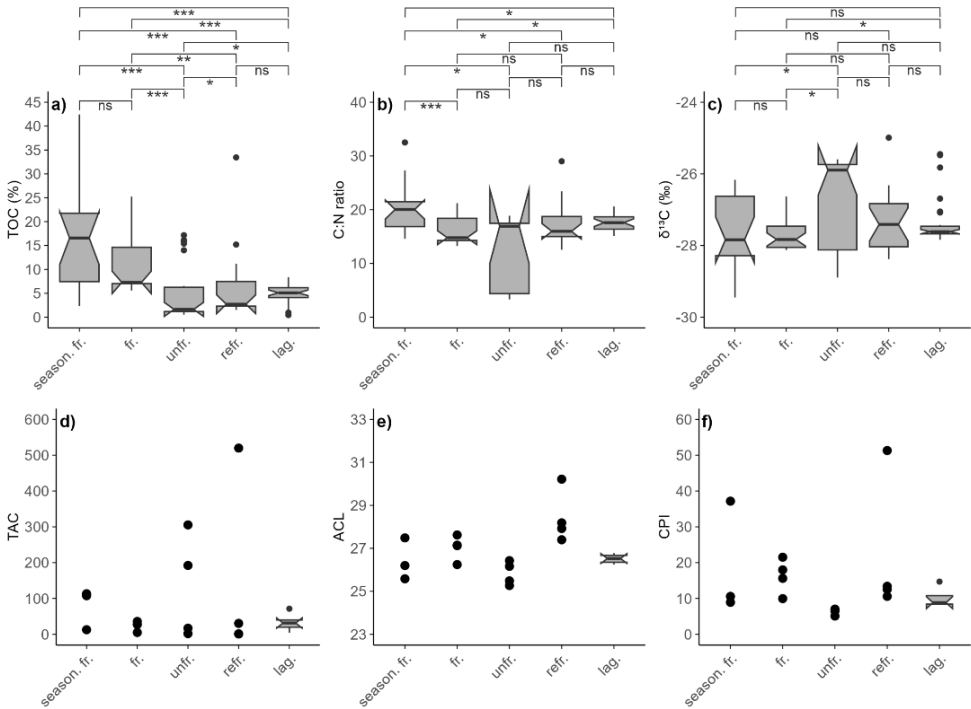 *** * ns
*** * *
*** * ns
* ns ns
** ns ns
*** ns * ns ns ns
* ns ns
a) *** b) ns c) *
ns *** ns
45 40 -24
40
35
30 30 -26
25
20 20
15 -28
10 10
5
0 0 -30
TOC (%) C:N ratio δ¹³C (‰)
season. fr. fr. unfr. refr. lag. season. fr. fr. unfr. refr. lag. season. fr. fr. unfr. refr. lag.
d) e) f)
600 33 60
500 31 50
400 29 40
300 30
200 27 20
100 25 10
0 23 0
TAC ACL CPI
season. fr. fr. unfr. refr. lag. season. fr. fr. unfr. refr. lag. season. fr. fr. unfr. refr. lag.